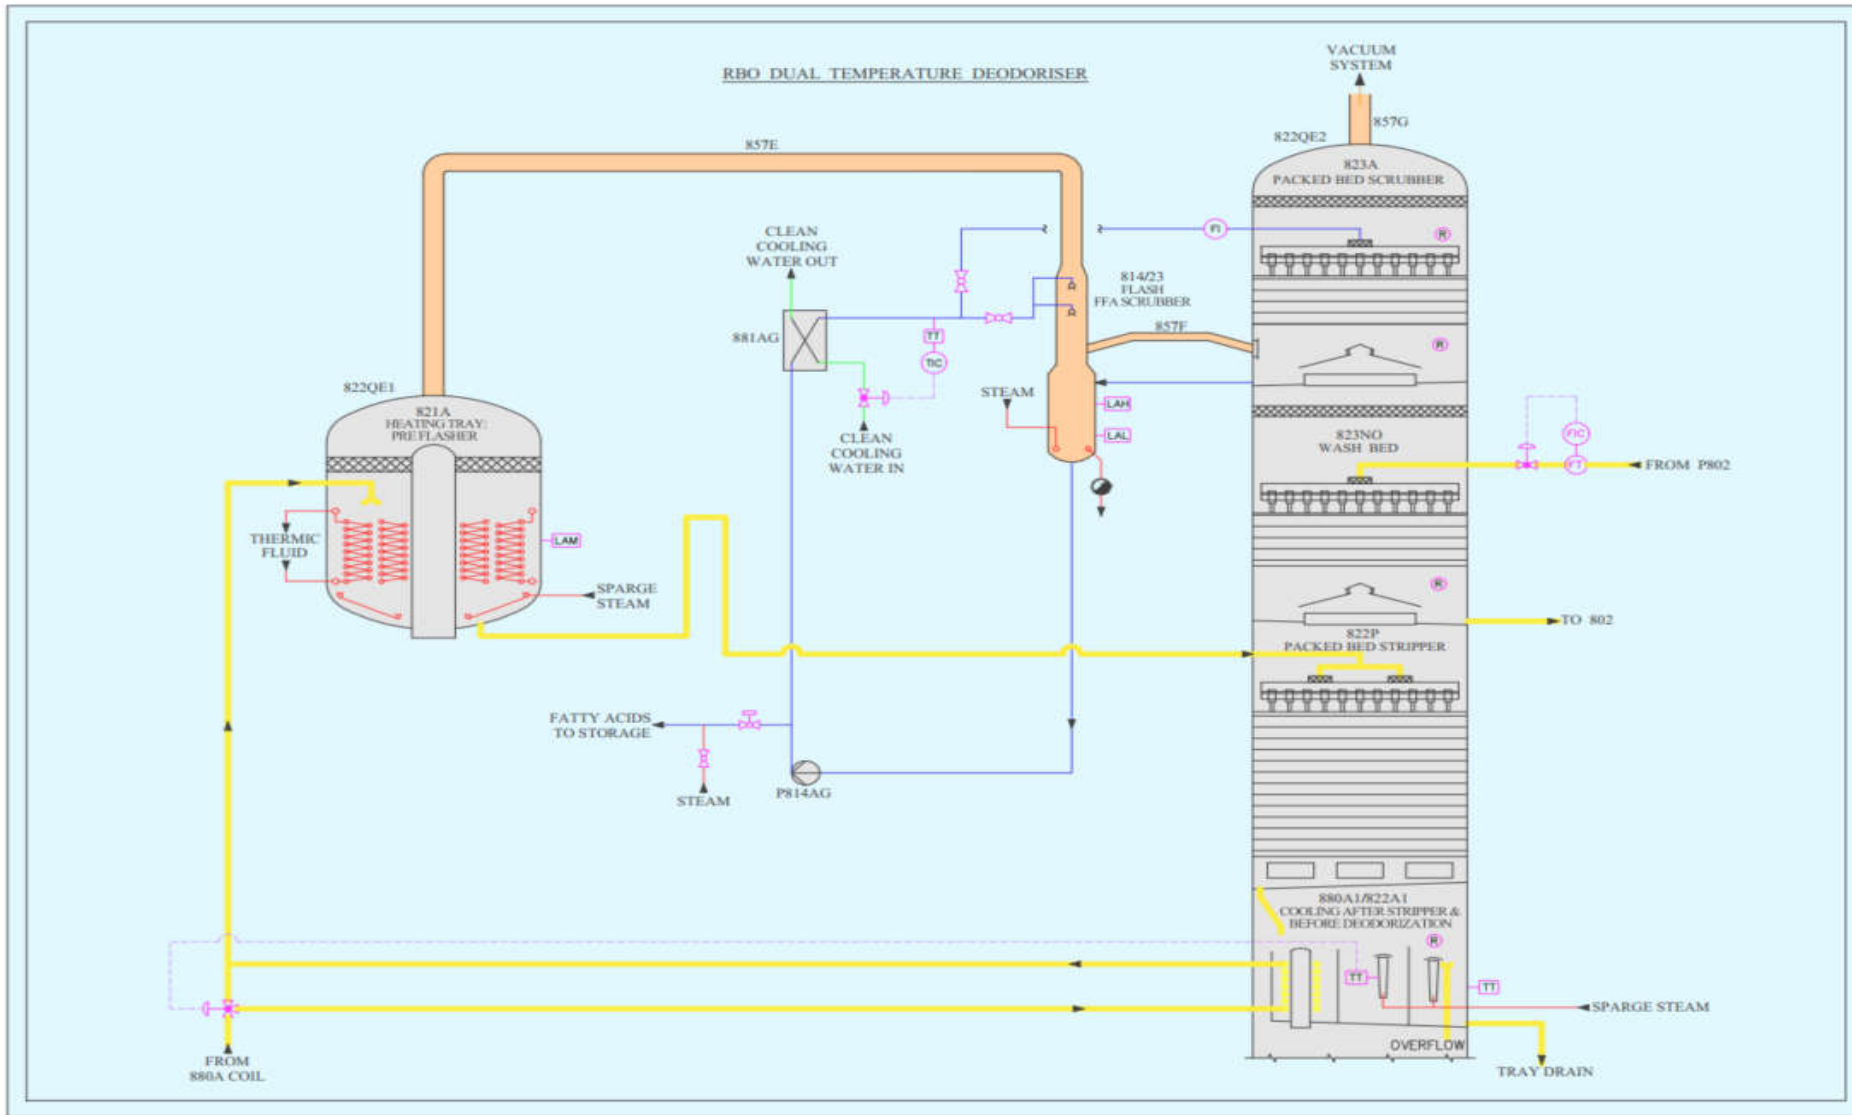 RBO DUAL TEMPERATURE DEODORISER
VACUUM
SYSTEM
857G
822QE2
823A
PACKED BED SCRUBBER
857E
CLEAN
COOLING
WATER OUT
FI
R
814/23
FLASH
FFA SCRUBBER
881AG
TT
TIC
857F
R
822QE1
821A
HEATING TRAY:
PRE FLASHER
STEAM
LAH
LAL
CLEAN
COOLING
WATER IN
823NO
WASH BED
FIC
FT
FROM P802
THERMIC
FLUID
LAM
SPARGE
STEAM
R
TO 802
822P
PACKED BED STRIPPER
FATTY ACIDS
TO STORAGE
STEAM
P814AG
880A1/822A1
COOLING AFTER STRIPPER &
BEFORE DEODORIZATION
R
TT
TT
SPARGE STEAM
OVERFLOW
TRAY DRAIN
FROM
880A COIL